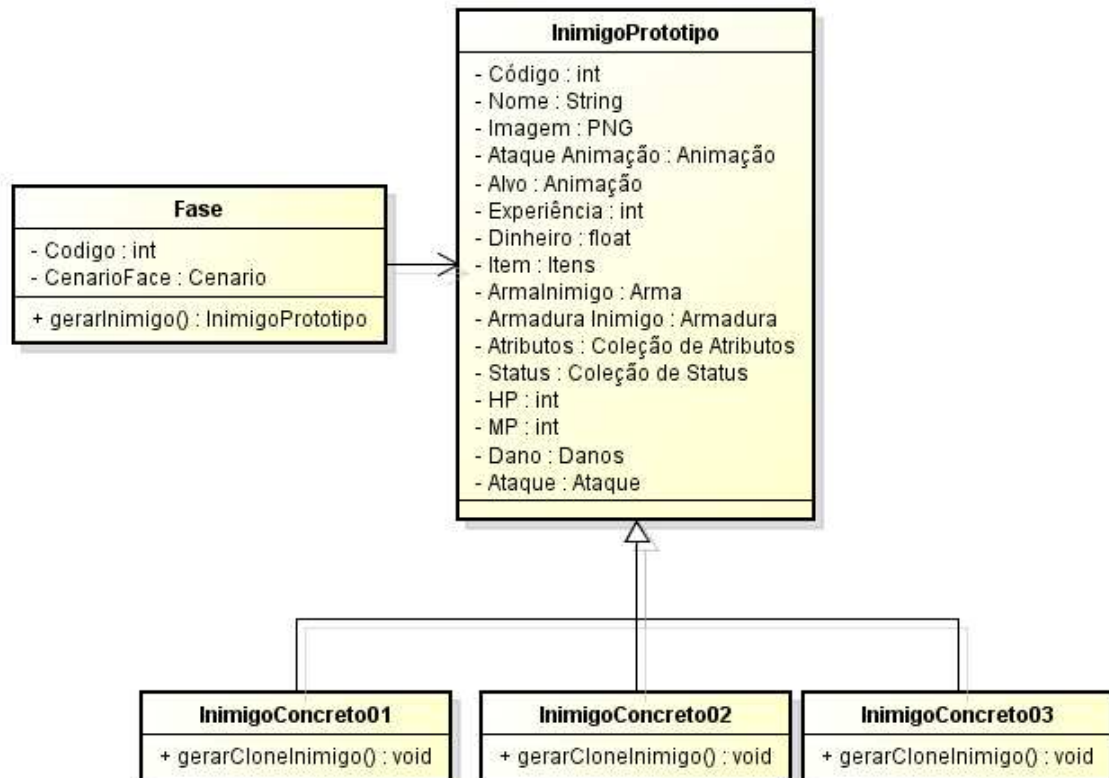 InimigoPrototipo
- Código : int
- Nome : String
- Imagem : PNG
- Ataque Animação : Animação
- Alvo : Animação
- Experiência : int
- Dinheiro : float
- Item : Itens
- ArmaInimigo : Arma
- Armadura Inimigo : Armadura
- Atributos : Coleção de Atributos
- Status : Coleção de Status
- HP : int
- MP : int
- Dano : Danos
- Ataque : Ataque
Fase
- Codigo : int
- CenarioFace : Cenario
+ gerarInimigo() : InimigoPrototipo
InimigoConcreto01
+ gerarCloneInimigo() : void
InimigoConcreto02
+ gerarCloneInimigo() : void
InimigoConcreto03
+ gerarCloneInimigo() : void